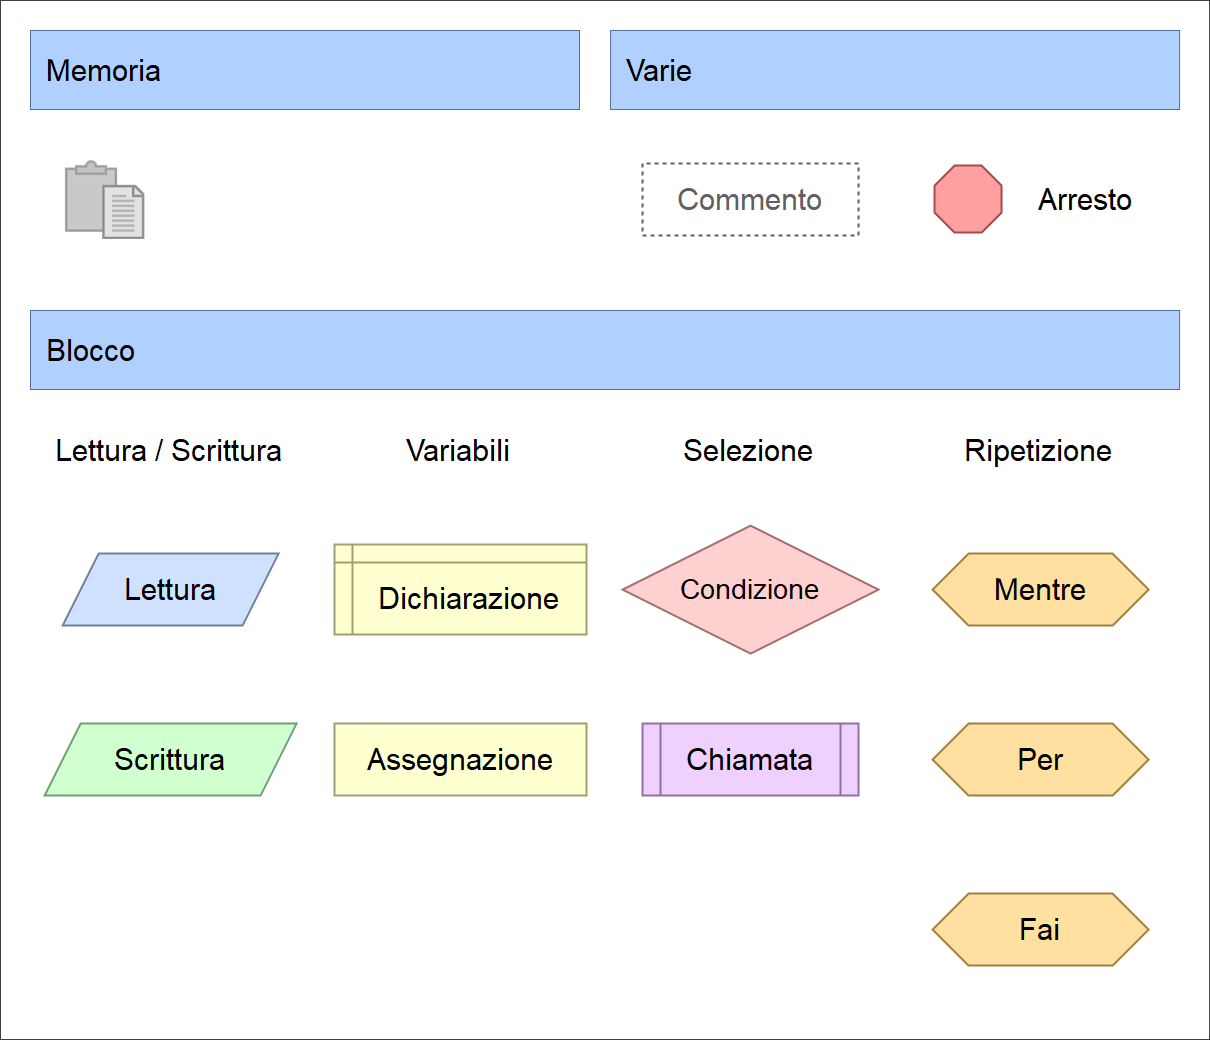 Memoria
Varie
Commento
Arresto
Blocco
Lettura / Scrittura
Variabili
Selezione
Ripetizione
Lettura
Dichiarazione
Condizione
Mentre
Scrittura
Assegnazione
Chiamata
Per
Fai